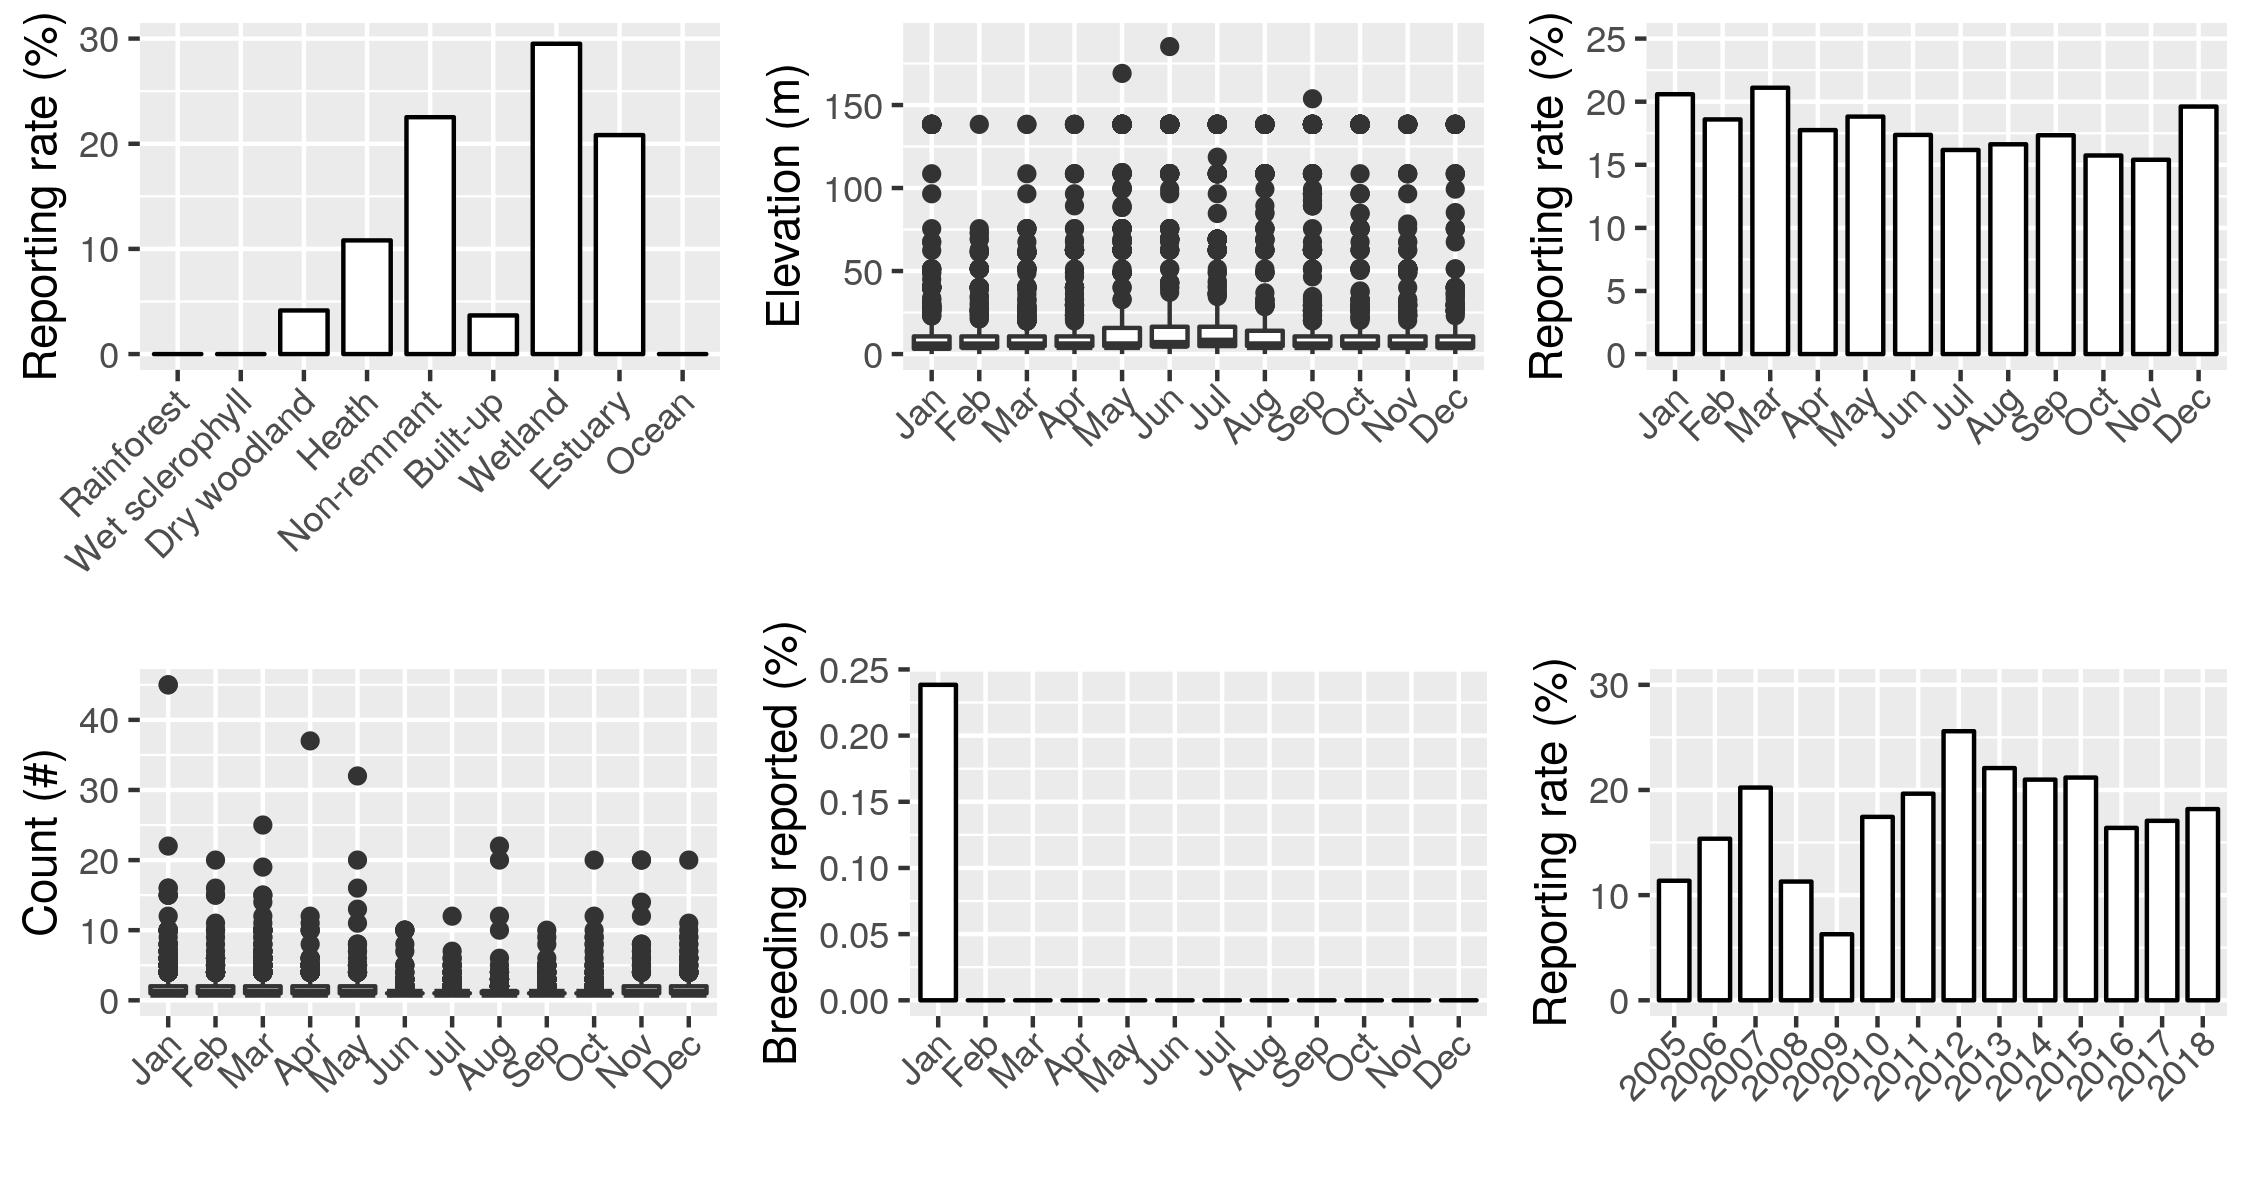 Reporting rate (%)
30
20
10
0
Rainforest
Wet sclerophyll
Dry woodland
Heath
Non-remnant
Built-up
Wetland
Estuary
Ocean
Elevation (m)
150
100
50
0
Jan
Feb
Mar
Apr
May
Jun
Jul
Aug
Sep
Oct
Nov
Dec
Reporting rate (%)
25
20
15
10
5
0
Jan
Feb
Mar
Apr
May
Jun
Jul
Aug
Sep
Oct
Nov
Dec
Count (#)
40
30
20
10
0
Jan
Feb
Mar
Apr
May
Jun
Jul
Aug
Sep
Oct
Nov
Dec
Breeding reported (%)
0.25
0.20
0.15
0.10
0.05
0.00
Jan
Feb
Mar
Apr
May
Jun
Jul
Aug
Sep
Oct
Nov
Dec
Reporting rate (%)
30
20
10
0
2005
2006
2007
2008
2009
2010
2011
2012
2013
2014
2015
2016
2017
2018